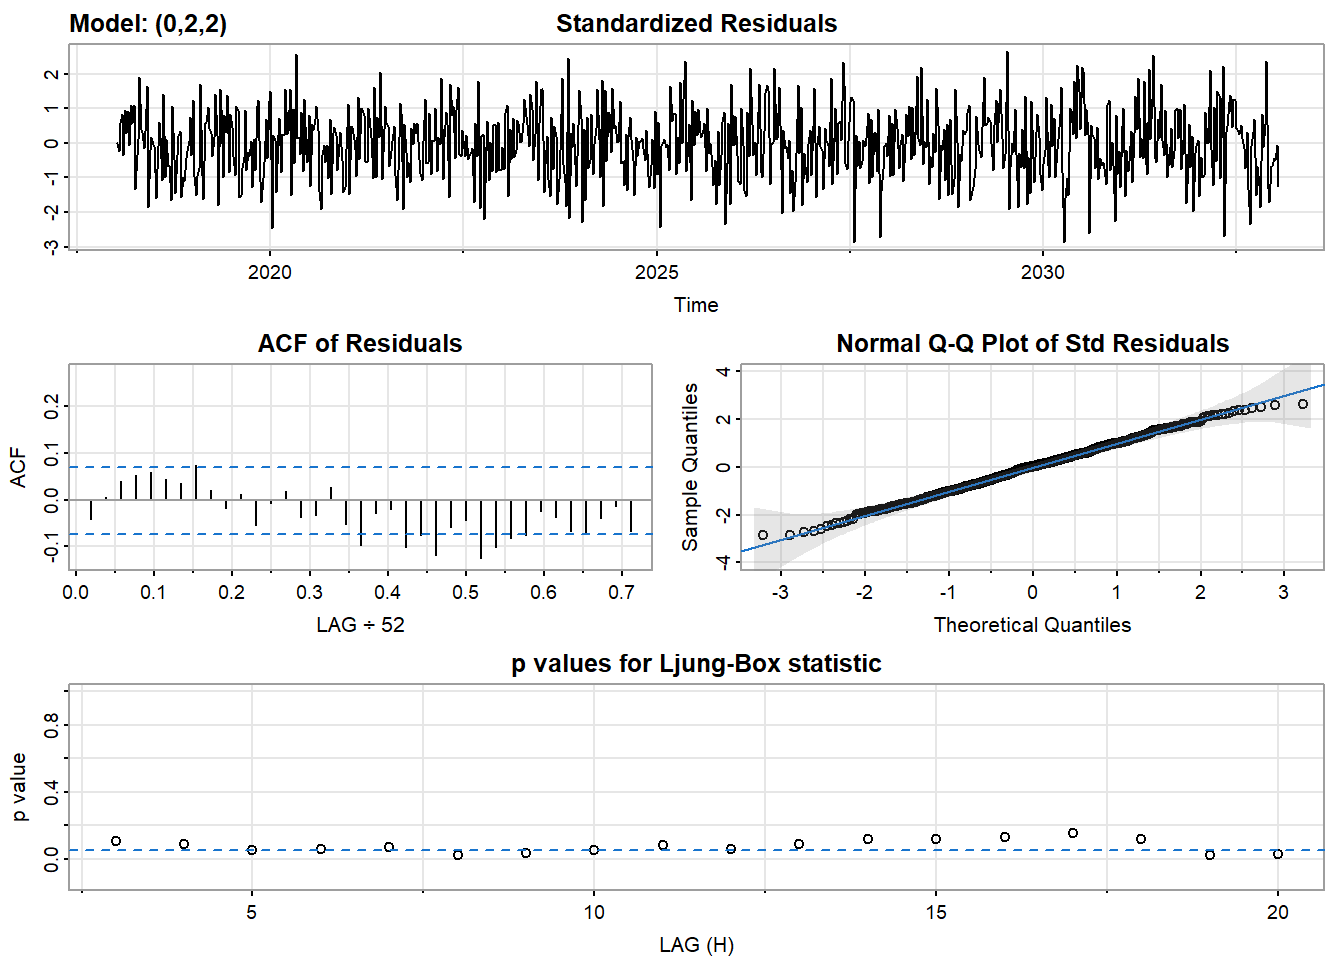 Model: (0,2,2) Standardized Residuals
2
1
0
-1
-2
-3
2020 2025 2030
Time
ACF of Residuals
ACF
0.2
0.1
0.0
-0.1
0.0 0.1 0.2 0.3 0.4 0.5 0.6 0.7
LAG ÷ 52
Normal Q-Q Plot of Std Residuals
Sample Quantiles
4
2
0
-2
-4
-3 -2 -1 0 1 2 3
Theoretical Quantiles
p values for Ljung-Box statistic
p value
0.8
0.4
0.0
5 10 15 20
LAG (H)